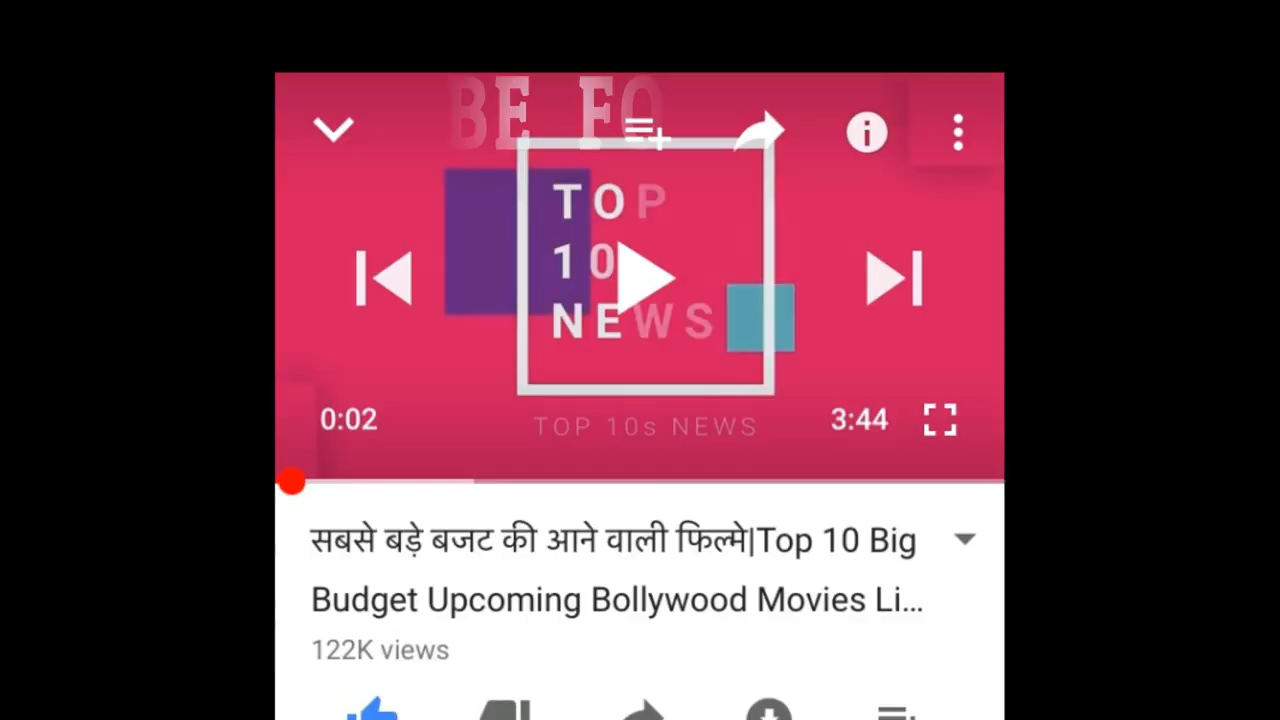 BE FO
TOP
10
NEWS
0:02
TOP 10s NEWS
3:44
सबसे बड़े बजट की आने वाली फिल्मे|Top 10 Big
Budget Upcoming Bollywood Movies Li...
122K views